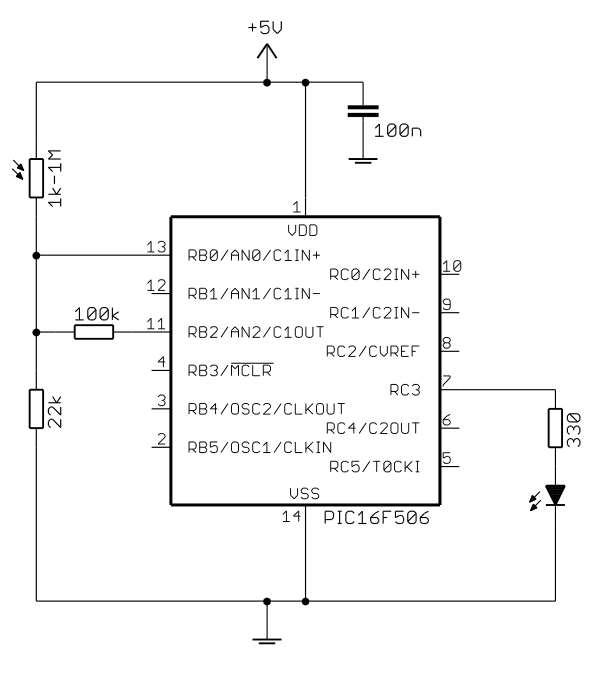 +5V
100n
1k-1M
1
VDD
13
RB0/AN0/C1IN+
10
RC0/C2IN+
12
RB1/AN1/C1IN-
9
RC1/C2IN-
100k
11
RB2/AN2/C1OUT
8
RC2/CVREF
4
RB3/MCLR
7
RC3
3
RB4/OSC2/CLKOUT
22k
6
RC4/C2OUT
330
2
RB5/OSC1/CLKIN
5
RC5/T0CKI
VSS
14
PIC16F506